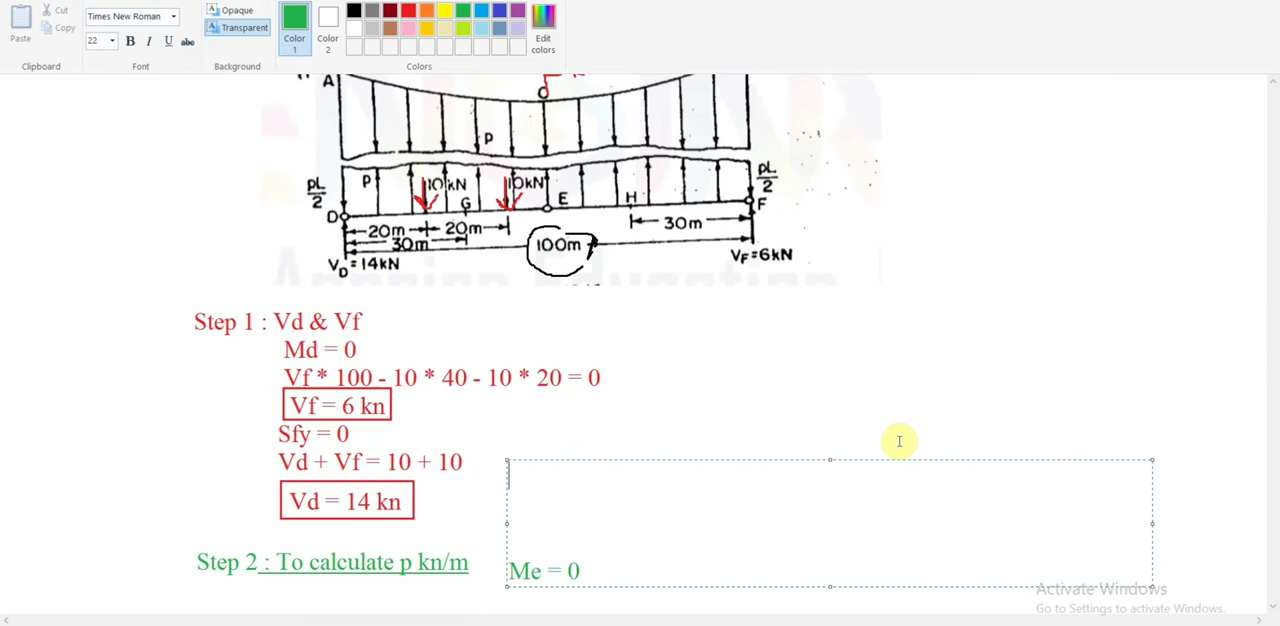 Paste
Cut
Copy
Clipboard
Times New Roman
22
B I U abc
Font
Opaque
Transparent
Background
Color 1
Color 2
Edit colors
Colors
A
P
pL/2
P
10kN
10kN
pL/2
G
E
H
F
D
20m
20m
30m
30m
100m
VD=14kN
VF=6kN
Step 1 : Vd & Vf
Md = 0
Vf * 100 - 10 * 40 - 10 * 20 = 0
Vf = 6 kn
Sfy = 0
Vd + Vf = 10 + 10
Vd = 14 kn
Step 2 : To calculate p kn/m
Me = 0
Activate Windows
Go to Settings to activate Windows.